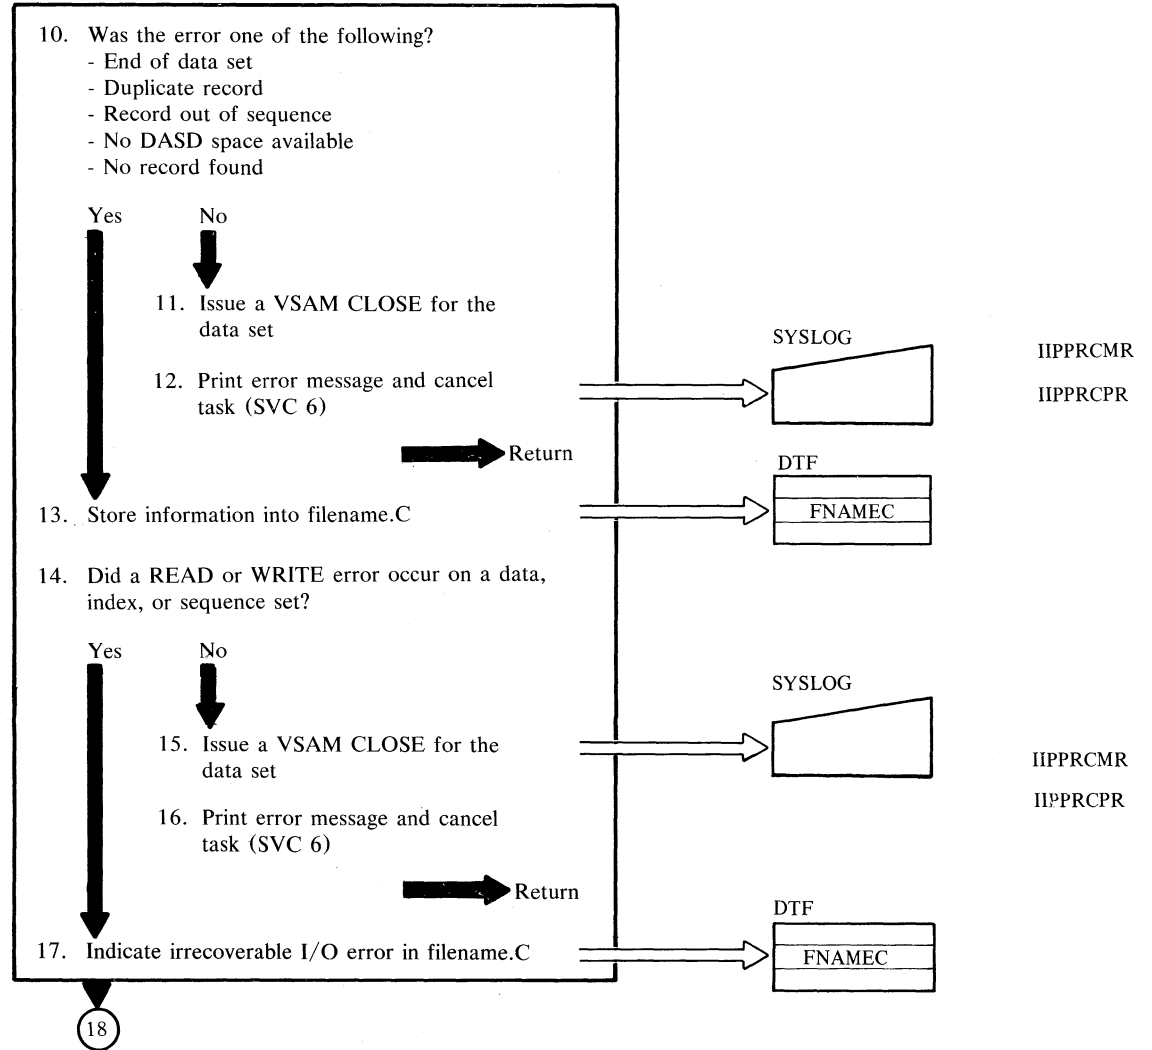 10. Was the error one of the following?
- End of data set
- Duplicate record
- Record out of sequence
- No DASD space available
- No record found
Yes No
11. Issue a VSAM CLOSE for the
data set
12. Print error message and cancel
task (SVC 6)
Return
SYSLOG
IIPPRCMR
IIPPRCPR
DTF
FNAMEC
13. Store information into filename.C
14. Did a READ or WRITE error occur on a data,
index, or sequence set?
Yes No
15. Issue a VSAM CLOSE for the
data set
16. Print error message and cancel
task (SVC 6)
Return
SYSLOG
IIPPRCMR
IIPPRCPR
DTF
FNAMEC
17. Indicate irrecoverable I/O error in filename.C
18